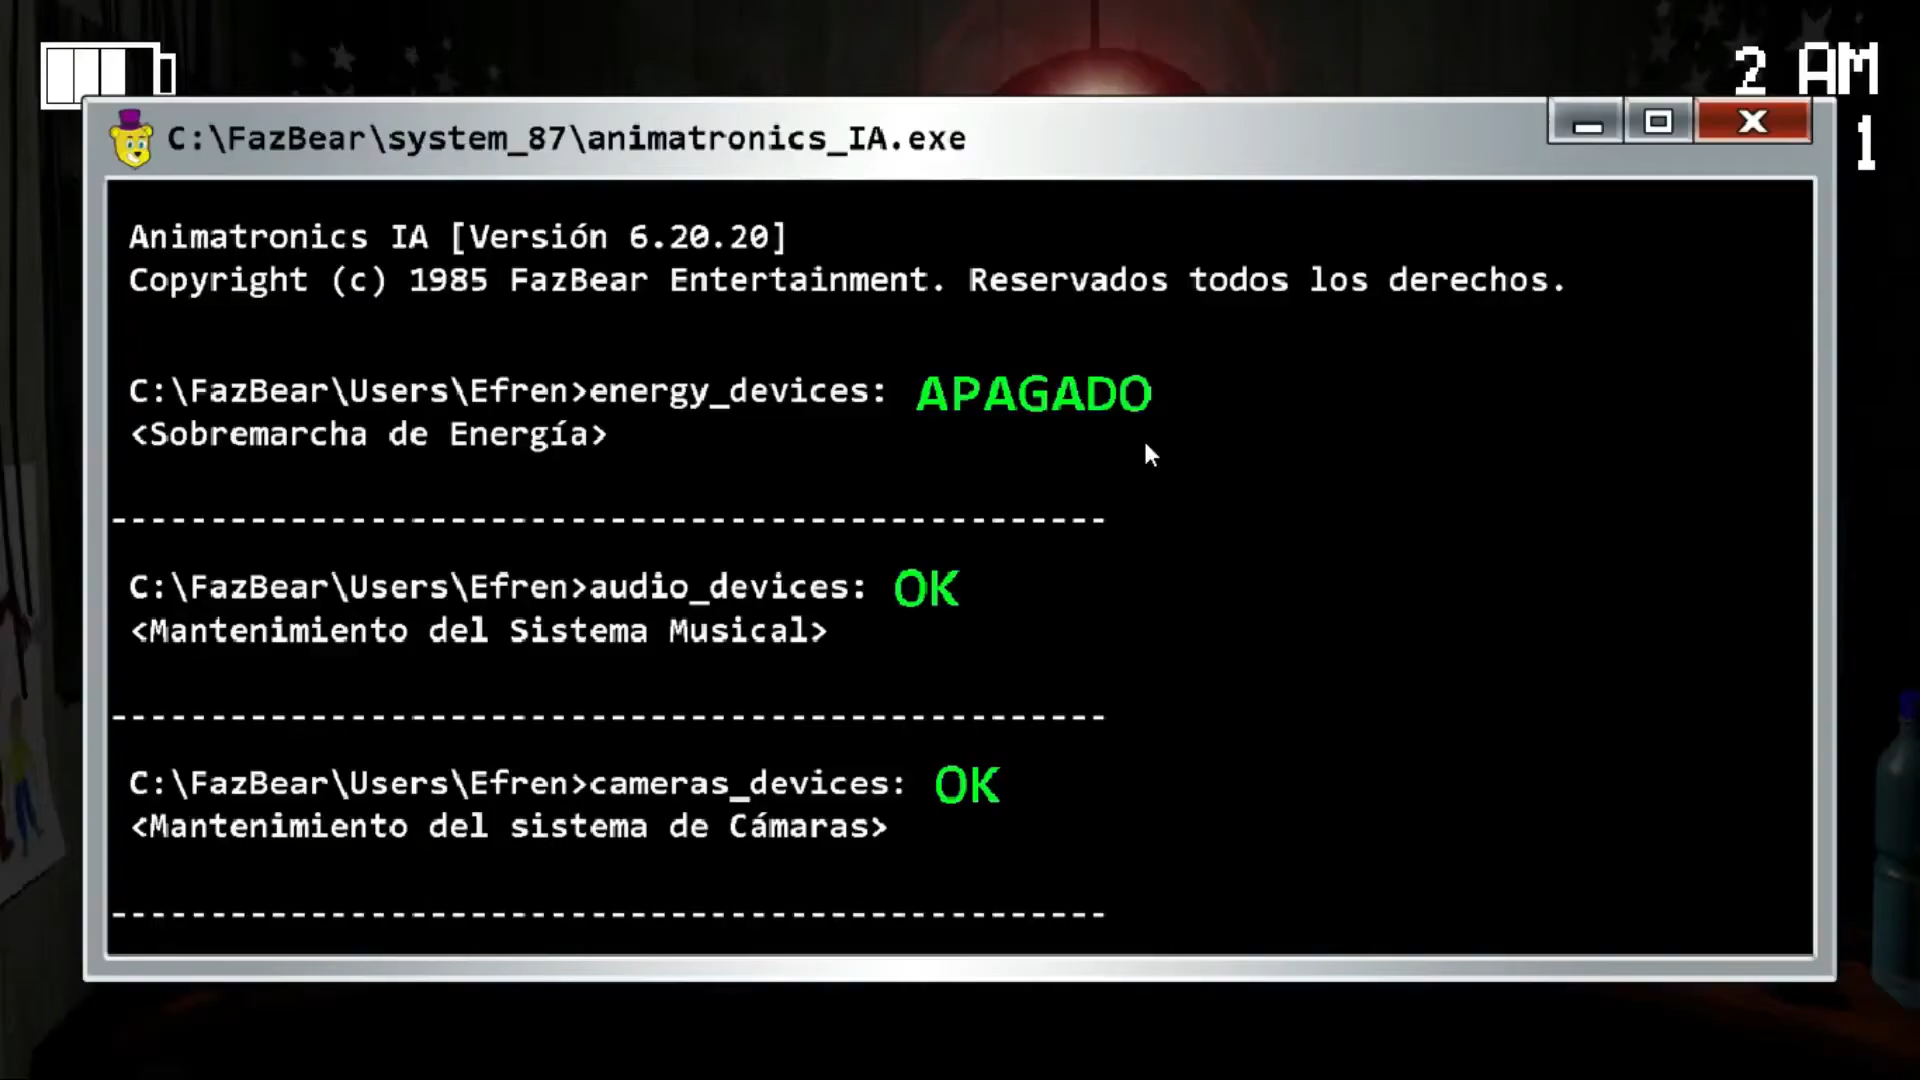 2 AM
C:\FazBear\system_87\animatronics_IA.exe
1
Animatronics IA [Versión 6.20.20]
Copyright (c) 1985 FazBear Entertainment. Reservados todos los derechos.
C:\FazBear\Users\Efren>energy_devices: APAGADO
<Sobremarcha de Energía>
--------------------------------------------------
C:\FazBear\Users\Efren>audio_devices: OK
<Mantenimiento del Sistema Musical>
--------------------------------------------------
C:\FazBear\Users\Efren>cameras_devices: OK
<Mantenimiento del sistema de Cámaras>
--------------------------------------------------